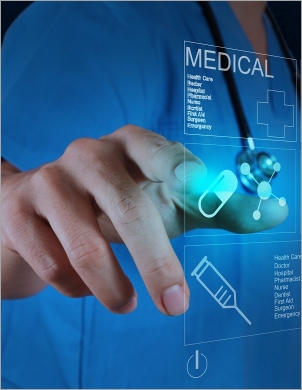 MEDICAL
Health Care
Doctor
Hospital
Pharmacist
Nurse
Dentist
First Aid
Surgeon
Emergency
Health Care
Doctor
Hospital
Pharmacist
Nurse
Dentist
First Aid
Surgeon
Emergency